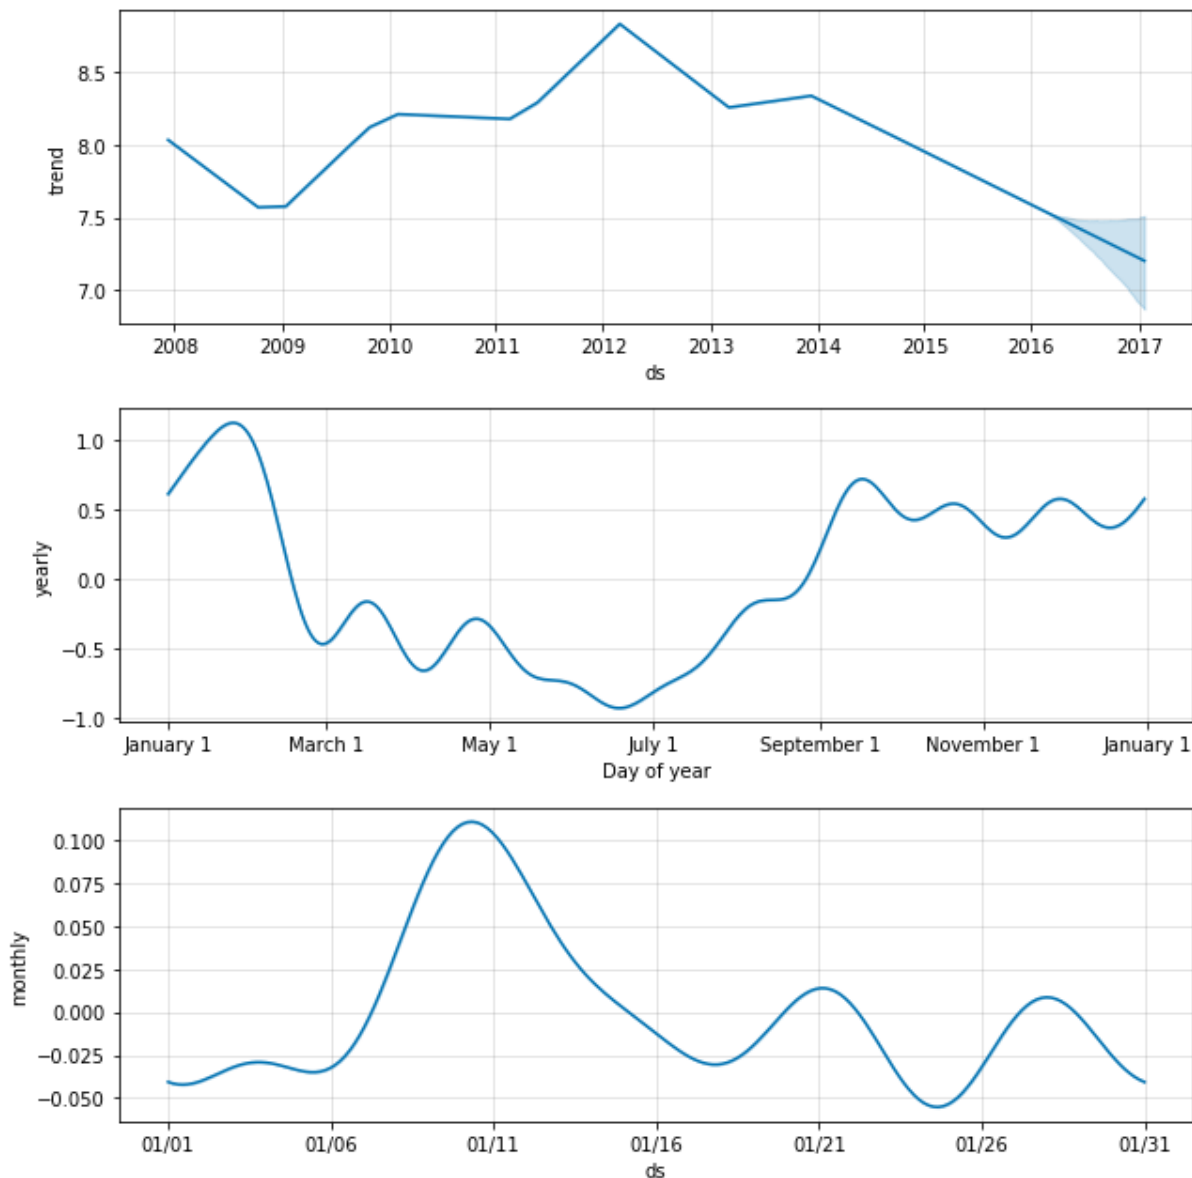 trend
8.5
8.0
7.5
7.0
2008 2009 2010 2011 2012 2013 2014 2015 2016 2017
ds
yearly
1.0
0.5
0.0
−0.5
−1.0
January 1 March 1 May 1 July 1 September 1 November 1 January 1
Day of year
monthly
0.100
0.075
0.050
0.025
0.000
−0.025
−0.050
01/01 01/06 01/11 01/16 01/21 01/26 01/31
ds